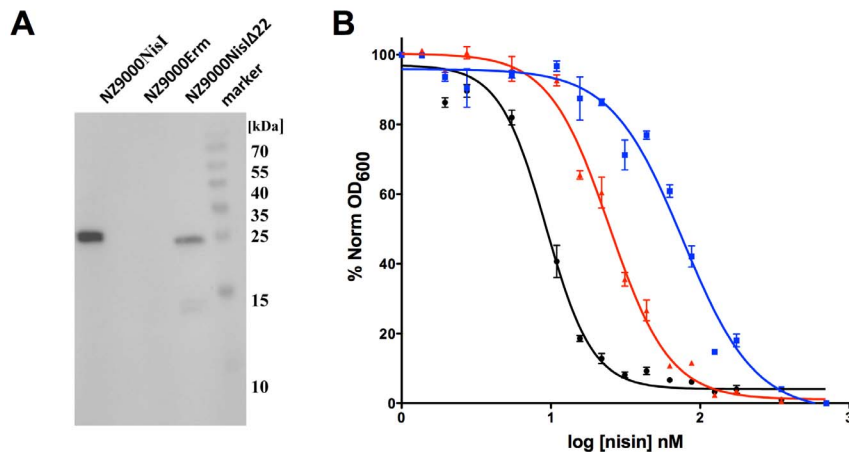 A
B
NZ9000NisI
NZ9000Erm
NZ9000NisIΔ22
marker
[kDa]
70
55
40
35
25
15
10
% Norm OD600
100
80
60
40
20
0
0
1
2
3
log [nisin] nM